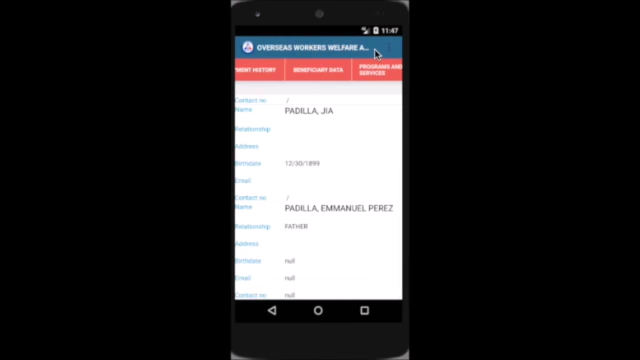 11:47
OVERSEAS WORKERS WELFARE A...
MENT HISTORY BENEFICIARY DATA PROGRAMS AND
SERVICES
Contact no /
Name PADILLA, JIA
Relationship
Address
Birthdate 12/30/1899
Email
Contact no /
Name PADILLA, EMMANUEL PEREZ
Relationship FATHER
Address
Birthdate null
Email null
Contact no null